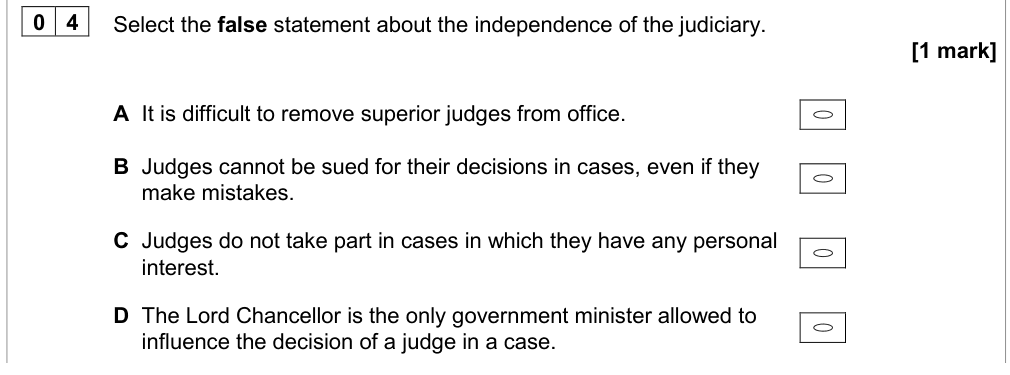 0 4 Select the false statement about the independence of the judiciary.
[1 mark]
A It is difficult to remove superior judges from office.
B Judges cannot be sued for their decisions in cases, even if they
make mistakes.
C Judges do not take part in cases in which they have any personal
interest.
D The Lord Chancellor is the only government minister allowed to
influence the decision of a judge in a case.